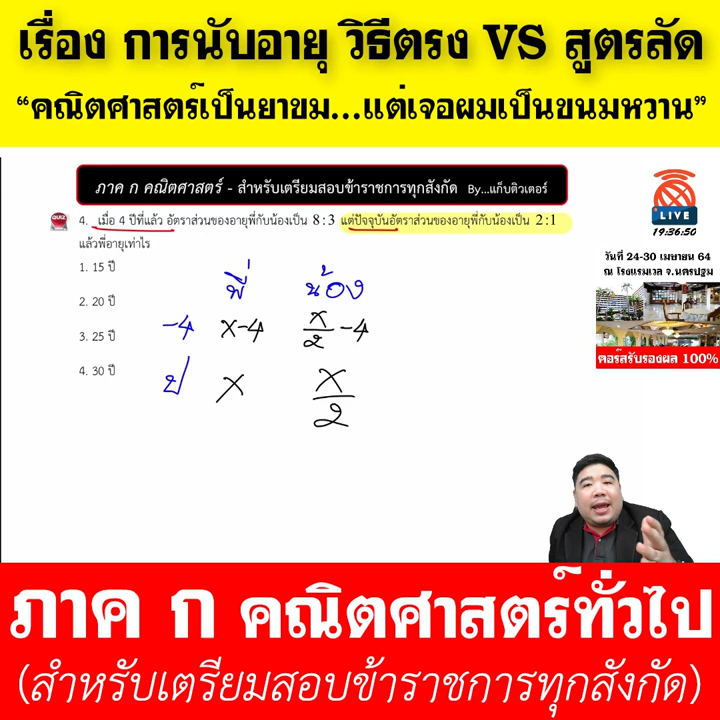 เรื่อง การนับอายุ วิธีตรง VS สูตรลัด
“คณิตศาสตร์เป็นยาขม...แต่เจอผมเป็นขนมหวาน”
ภาค ก คณิตศาสตร์ - สำหรับเตรียมสอบข้าราชการทุกสังกัด By...แก็บติวเตอร์
QUIZ
4. เมื่อ 4 ปีที่แล้ว อัตราส่วนของอายุพี่กับน้องเป็น 8:3 แต่ปัจจุบันอัตราส่วนของอายุพี่กับน้องเป็น 2:1
แล้วพี่อายุเท่าไร
1. 15 ปี
2. 20 ปี
3. 25 ปี
4. 30 ปี
พี่ น้อง
-4 x-4 x/2 -4
ป x x/2
LIVE
19:36:50
วันที่ 24-30 เมษายน 64
ณ โรงแรมเวล จ.นครปฐม
คอร์สรับรองผล 100%
ภาค ก คณิตศาสตร์ทั่วไป
(สำหรับเตรียมสอบข้าราชการทุกสังกัด)